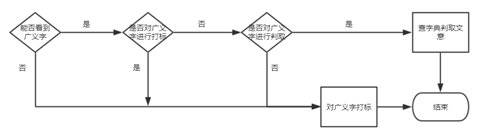 能否看到
广义字
是
是否对广义
字进行打标
否
是否对广义
字进行判取
是
查字典判取文
意
否
是
否
对广义字打标
结束